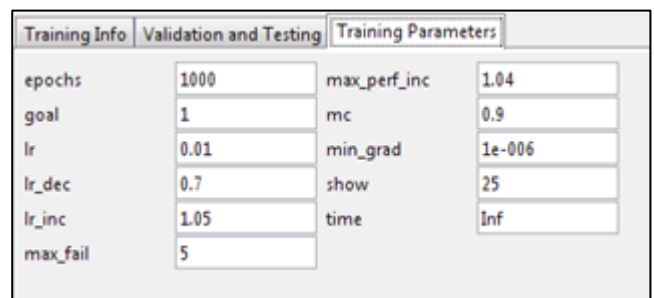 Training Info Validation and Testing Training Parameters
epochs 1000 max_perf_inc 1.04
goal 1 mc 0.9
lr 0.01 min_grad 1e-006
lr_dec 0.7 show 25
lr_inc 1.05 time Inf
max_fail 5